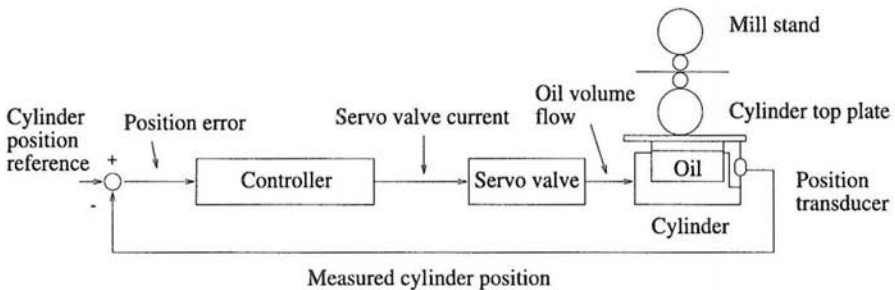 Mill stand
Oil volume
flow
Cylinder top plate
Cylinder
position
reference
Position error
Servo valve current
+
-
Controller
Servo valve
Oil
Position
transducer
Cylinder
Measured cylinder position